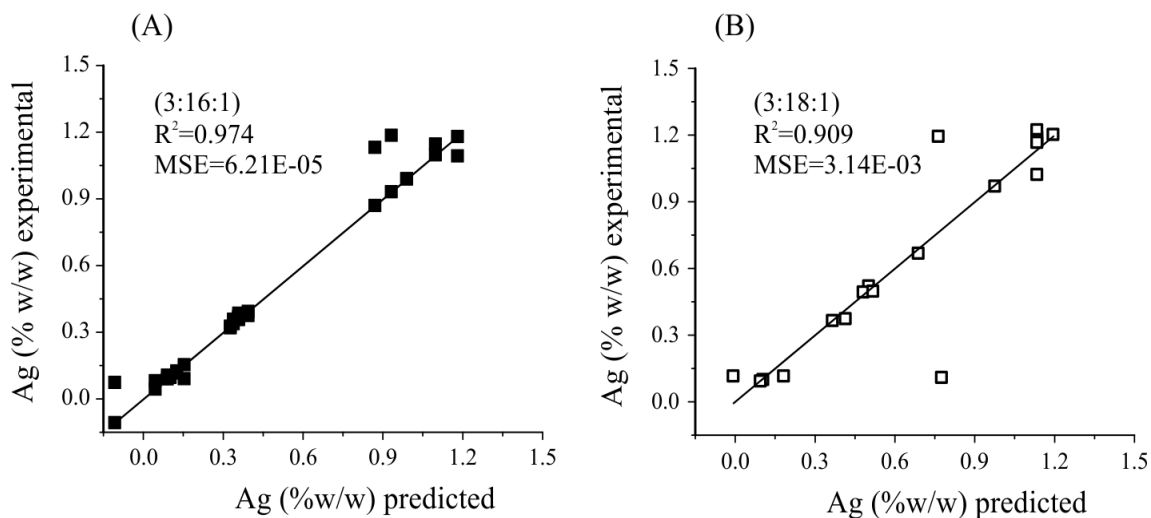 (A)
(3:16:1)
R²=0.974
MSE=6.21E-05
Ag (% w/w) experimental
1.5
1.2
0.9
0.6
0.3
0.0
0.0 0.3 0.6 0.9 1.2 1.5
Ag (%w/w) predicted
(B)
(3:18:1)
R²=0.909
MSE=3.14E-03
Ag (% w/w) experimental
1.5
1.2
0.9
0.6
0.3
0.0
0.0 0.3 0.6 0.9 1.2 1.5
Ag (%w/w) predicted